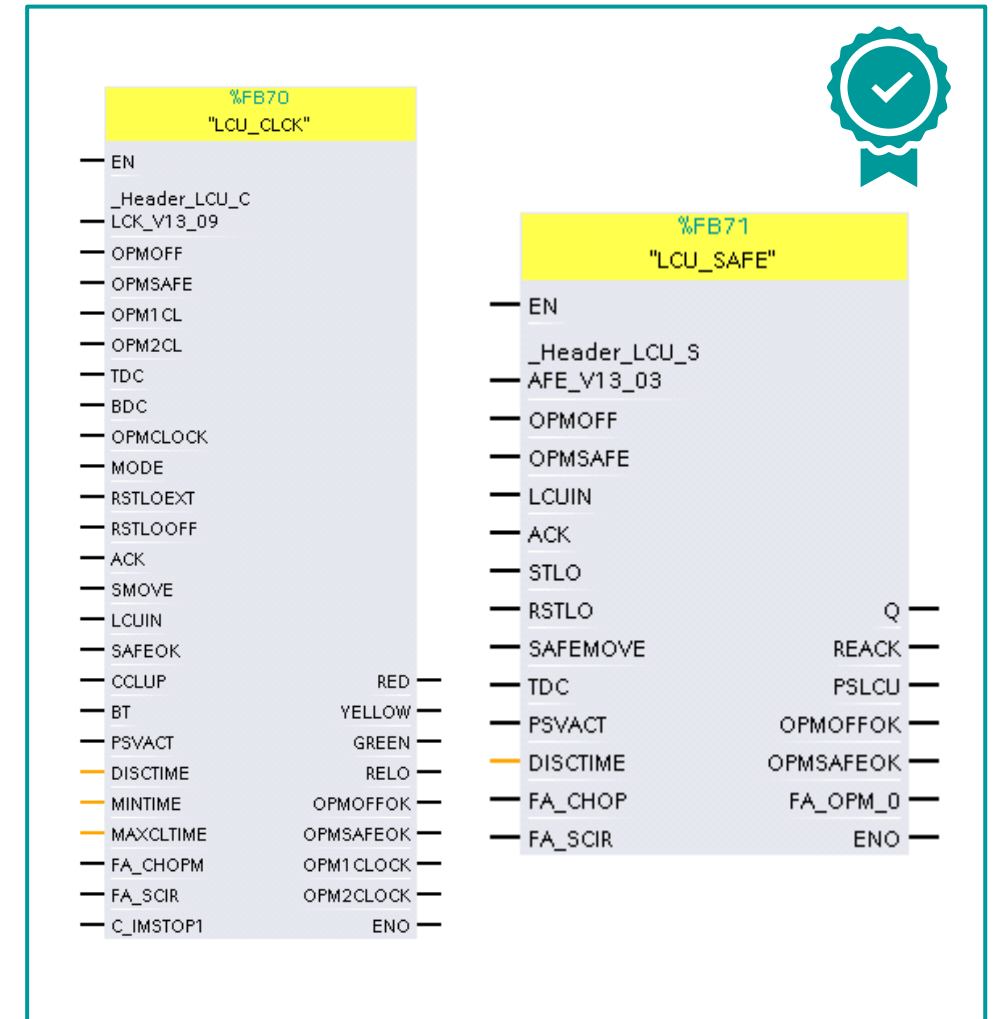 %FB70
"LCU_CLCK"
EN
_Header_LCU_C
LCK_V13_09
OPMOFF
OPMSAFE
OPM1CL
OPM2CL
TDC
BDC
OPMCLOCK
MODE
RSTLOEXT
RSTLOOFF
ACK
SMOVE
LCUIN
SAFEOK
CCLUP RED
BT YELLOW
PSVACT GREEN
DISCTIME RELO
MINTIME OPMOFFOK
MAXCLTIME OPMSAFEOK
FA_CHOPM OPM1CLOCK
FA_SCIR OPM2CLOCK
C_IMSTOP1 ENO
%FB71
"LCU_SAFE"
EN
_Header_LCU_S
AFE_V13_03
OPMOFF
OPMSAFE
LCUIN
ACK
STLO
RSTLO Q
SAFEMOVE REACK
TDC PSLCU
PSVACT OPMOFFOK
DISCTIME OPMSAFEOK
FA_CHOP FA_OPM_0
FA_SCIR ENO